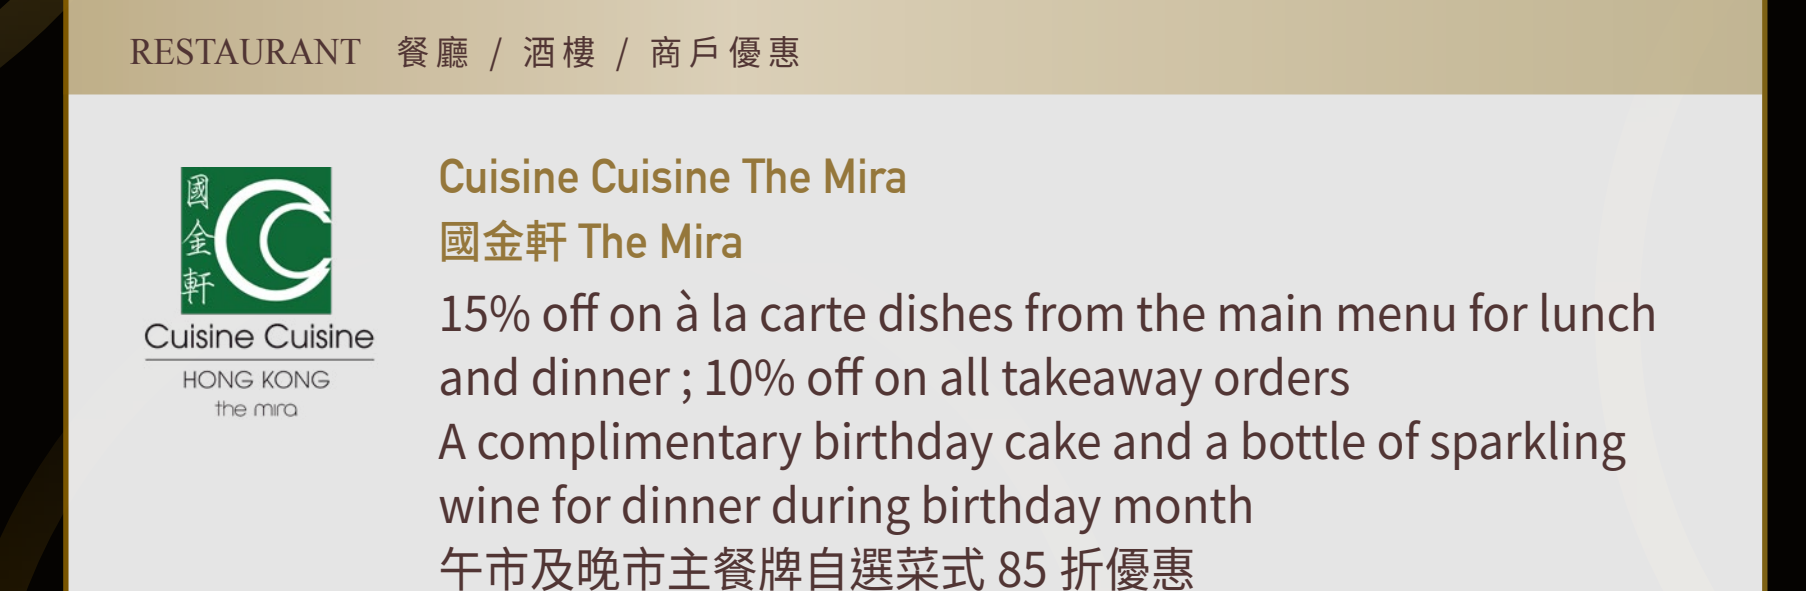 RESTAURANT 餐廳 / 酒樓 / 商戶優惠
國金軒
Cuisine Cuisine
HONG KONG
the mira
Cuisine Cuisine The Mira
國金軒 The Mira
15% off on à la carte dishes from the main menu for lunch
and dinner ; 10% off on all takeaway orders
A complimentary birthday cake and a bottle of sparkling
wine for dinner during birthday month
午市及晚市主餐牌自選菜式 85 折優惠